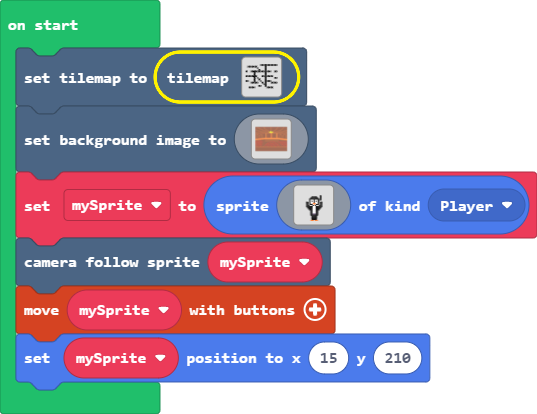 on start
set tilemap to tilemap
set background image to
set mySprite to sprite of kind Player
camera follow sprite mySprite
move mySprite with buttons
set mySprite position to x 15 y 210